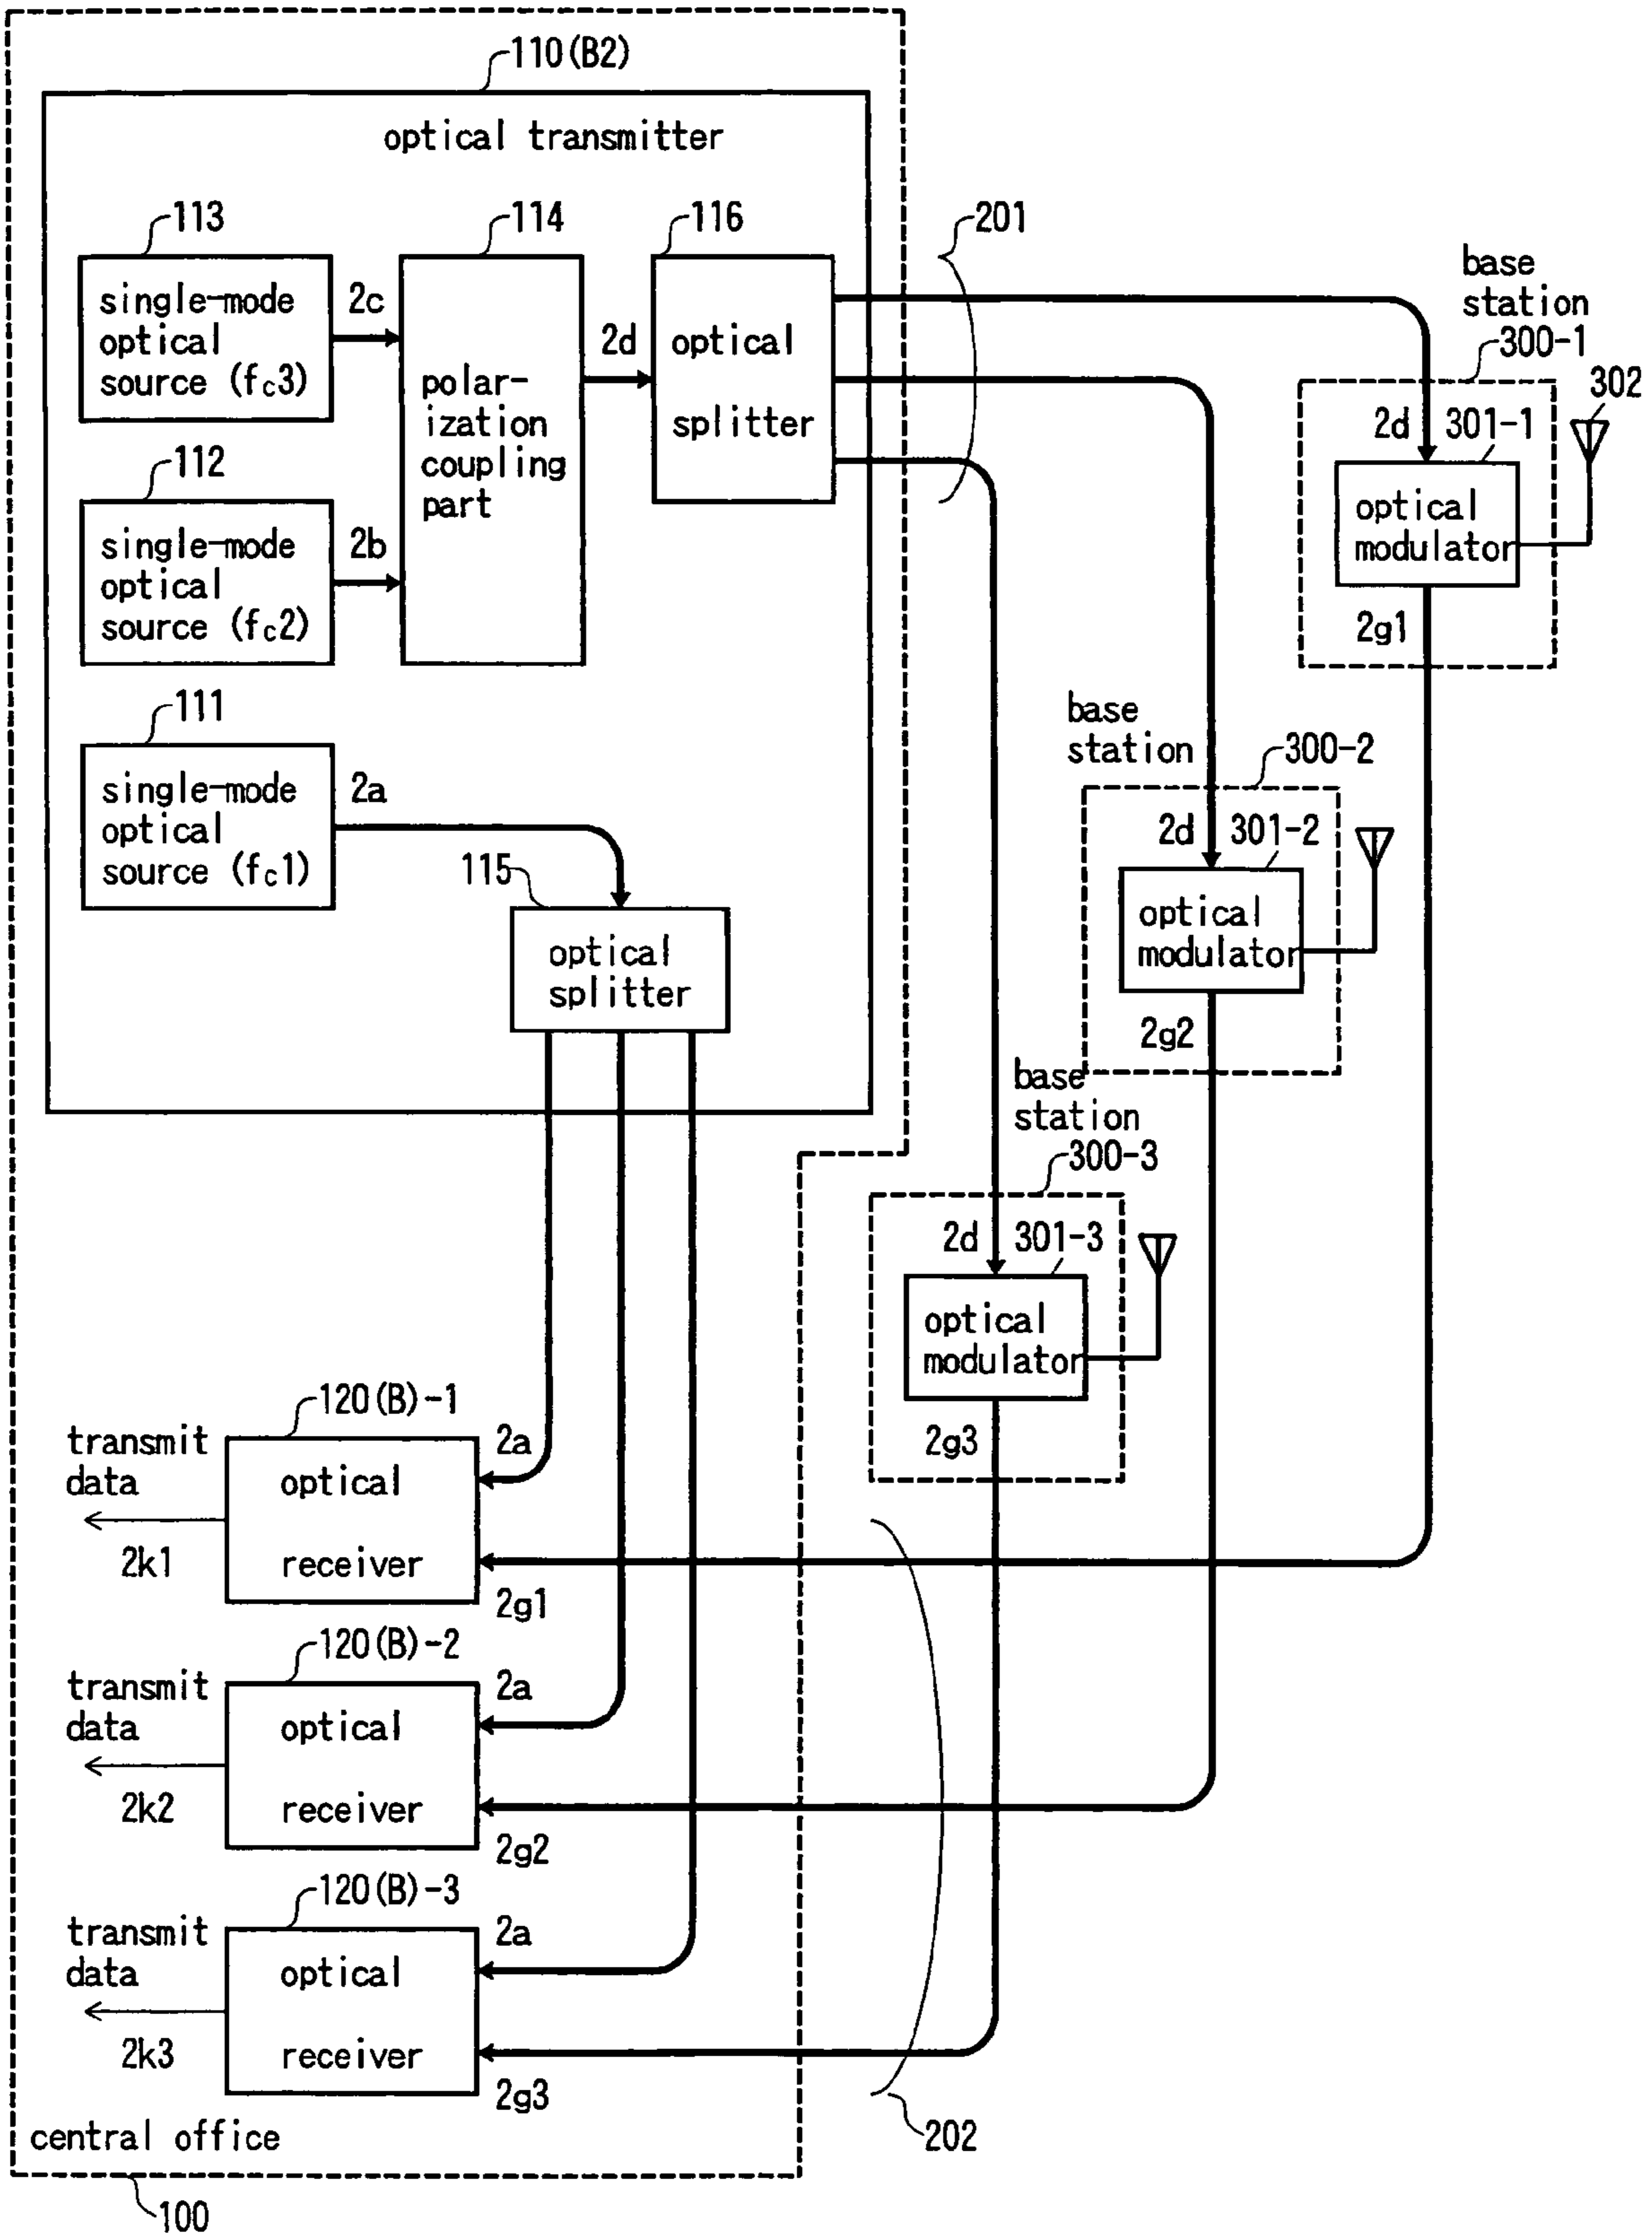 110(B2)
optical transmitter
113
single-mode
optical
source (fc3)
2c
114
polar-
ization
coupling
part
2d
116
optical
splitter
201
112
single-mode
optical
source (fc2)
2b
111
single-mode
optical
source (fc1)
2a
115
optical
splitter
base
station
300-1
302
2d
301-1
optical
modulator
2g1
base
station
300-2
2d
301-2
optical
modulator
2g2
base
station
300-3
2d
301-3
optical
modulator
2g3
120(B)-1
transmit
data
2k1
optical
receiver
2a
2g1
120(B)-2
transmit
data
2k2
optical
receiver
2a
2g2
120(B)-3
transmit
data
2k3
optical
receiver
2a
2g3
202
central office
100